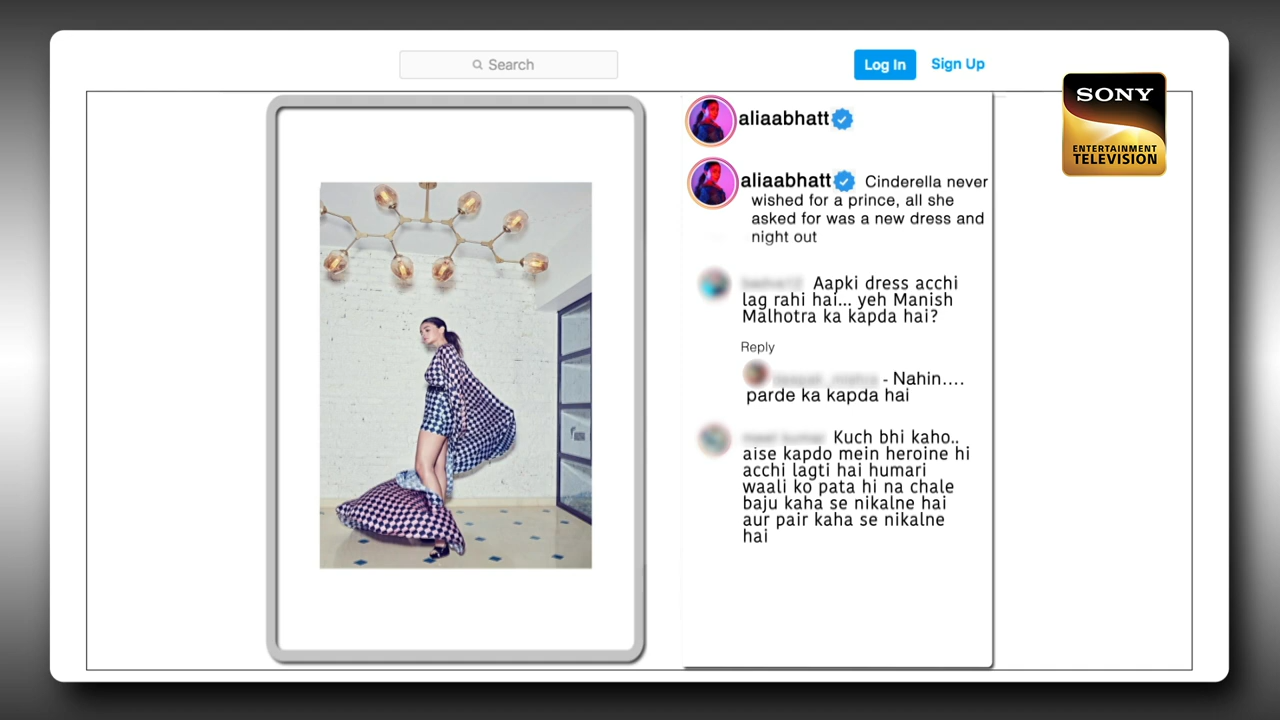 Search
Log In
Sign Up
SONY
ENTERTAINMENT
TELEVISION
aliaabhatt
aliaabhatt Cinderella never
wished for a prince, all she
asked for was a new dress and
night out
Aapki dress acchi
lag rahi hai... yeh Manish
Malhotra ka kapda hai?
Reply
- Nahin....
parde ka kapda hai
Kuch bhi kaho..
aise kapdo mein heroine hi
acchi lagti hai humari
waali ko pata hi na chale
baju kaha se nikalne hai
aur pair kaha se nikalne
hai